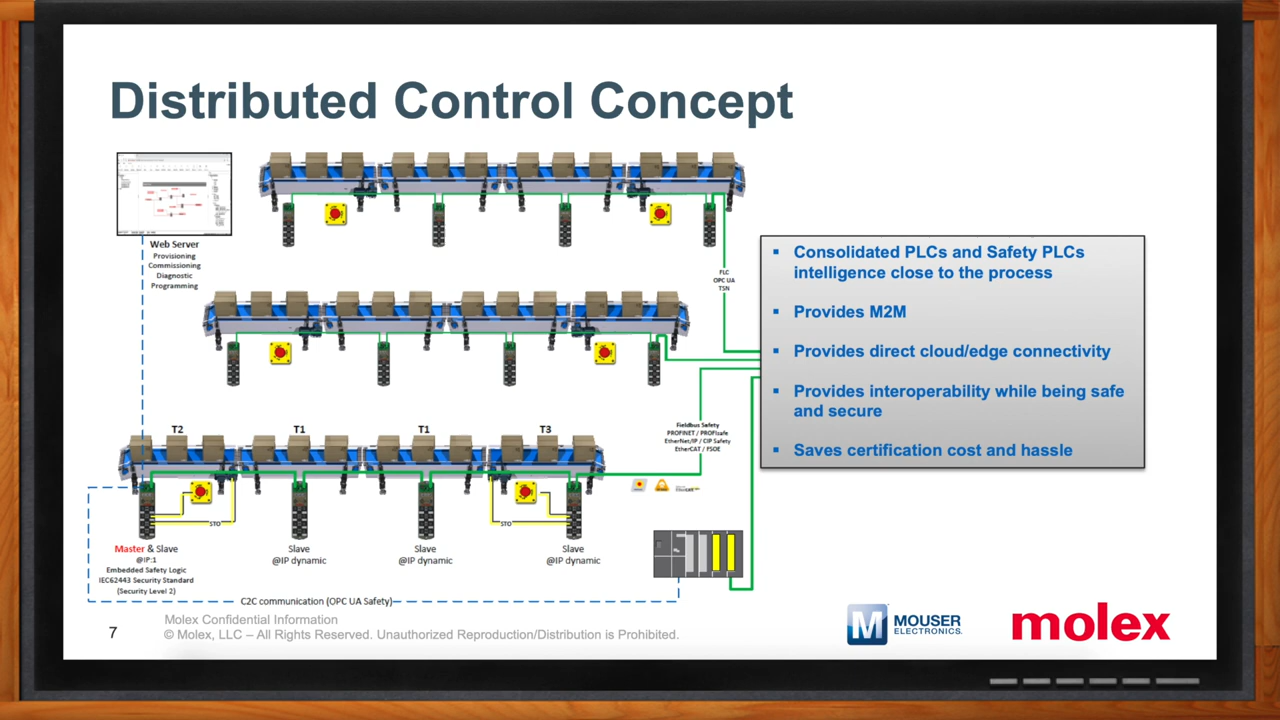 Distributed Control Concept
Web Server
Provisioning
Commissioning
Diagnostic
Programming
FLC
OPC UA
TSN
Consolidated PLCs and Safety PLCs
intelligence close to the process
Provides M2M
Provides direct cloud/edge connectivity
Provides interoperability while being safe
and secure
Saves certification cost and hassle
T2
T1
T1
T3
Fieldbus Safety
PROFINET / PROFIsafe
EtherNet/IP / CIP Safety
EtherCAT / FSOE
STO
STO
Master & Slave
@IP:1
Embedded Safety Logic
IEC62443 Security Standard
(Security Level 2)
Slave
@IP dynamic
Slave
@IP dynamic
Slave
@IP dynamic
C2C communication (OPC UA Safety)
7
Molex Confidential Information
© Molex, LLC – All Rights Reserved. Unauthorized Reproduction/Distribution is Prohibited.
M
MOUSER
ELECTRONICS.
molex